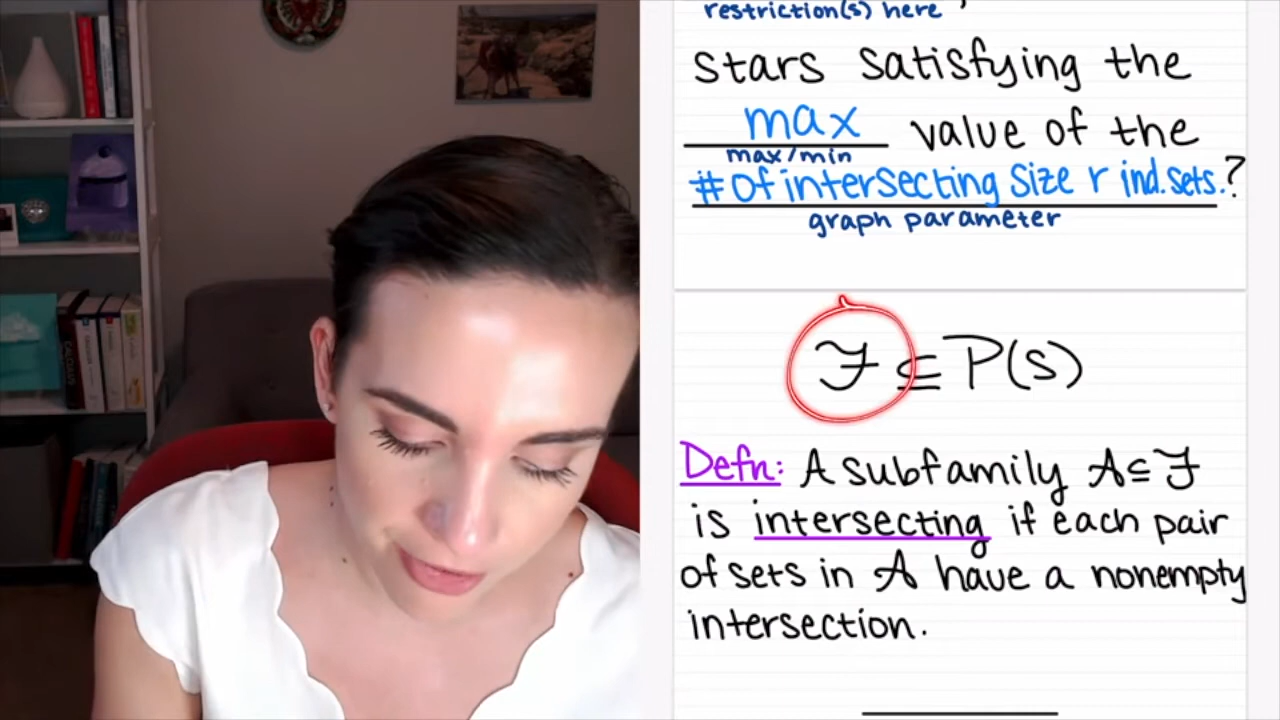 restriction(s) here ,
stars satisfying the
max value of the
max/min
# of intersecting size r ind. sets.?
graph parameter
ℱ ⊆ P(S)
Defn: A subfamily 𝒜⊆ℱ
is intersecting if each pair
of sets in 𝒜 have a nonempty
intersection.
CALCULUS